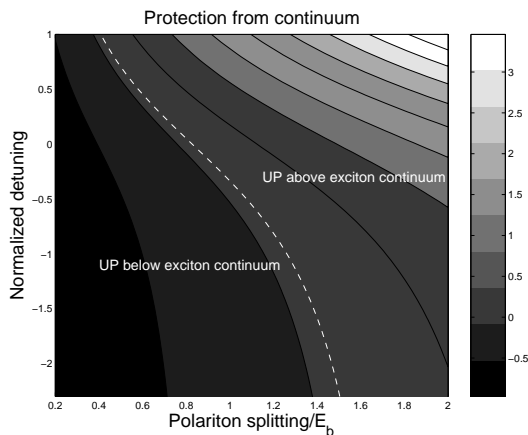 Protection from continuum
Normalized detuning
1
0.5
0
−0.5
−1
−1.5
−2
UP above exciton continuum
UP below exciton continuum
0.2 0.4 0.6 0.8 1 1.2 1.4 1.6 1.8 2
Polariton splitting/E_b
3
2.5
2
1.5
1
0.5
0
−0.5